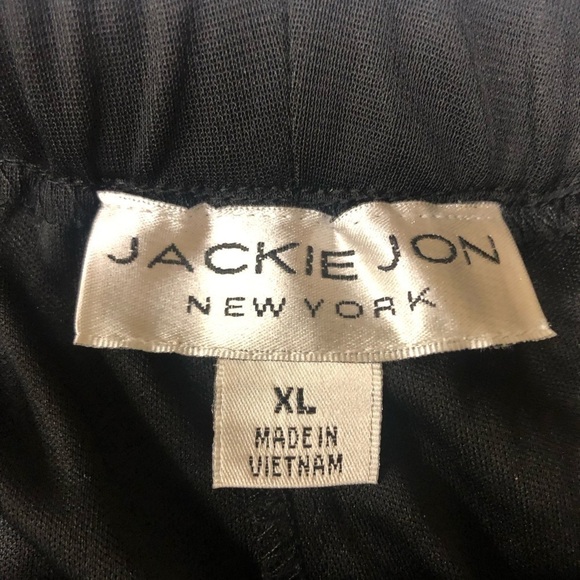 JACKIE JON
NEW YORK
XL
MADE IN
VIETNAM